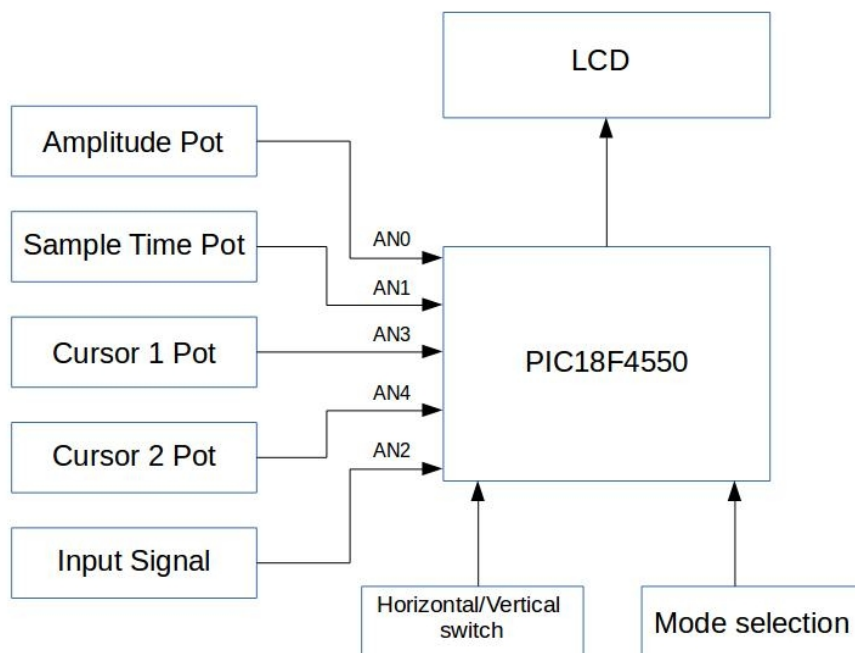 LCD
Amplitude Pot
Sample Time Pot
AN0
AN1
Cursor 1 Pot
AN3
PIC18F4550
AN4
Cursor 2 Pot
AN2
Input Signal
Horizontal/Vertical
switch
Mode selection